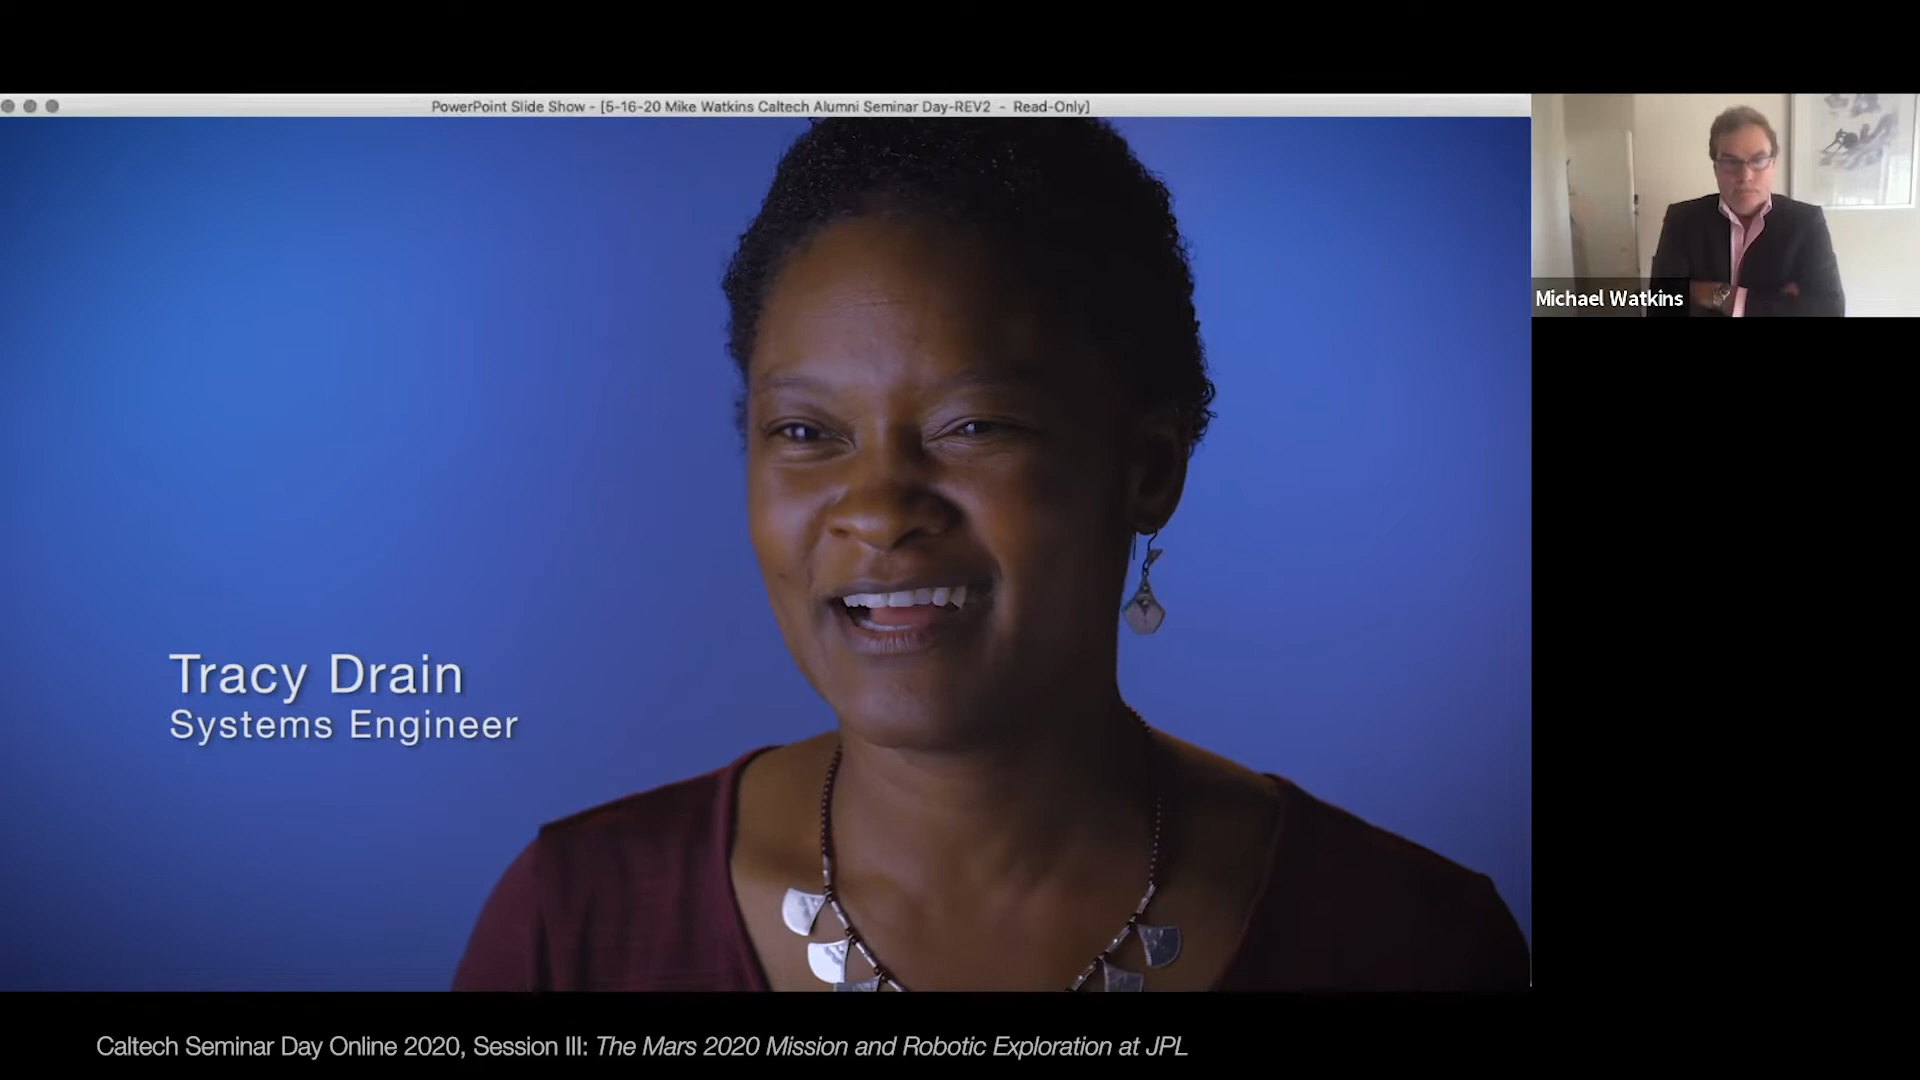 PowerPoint Slide Show - [5-16-20 Mike Watkins Caltech Alumni Seminar Day-REV2 - Read-Only]
Michael Watkins
Tracy Drain
Systems Engineer
Caltech Seminar Day Online 2020, Session III: The Mars 2020 Mission and Robotic Exploration at JPL